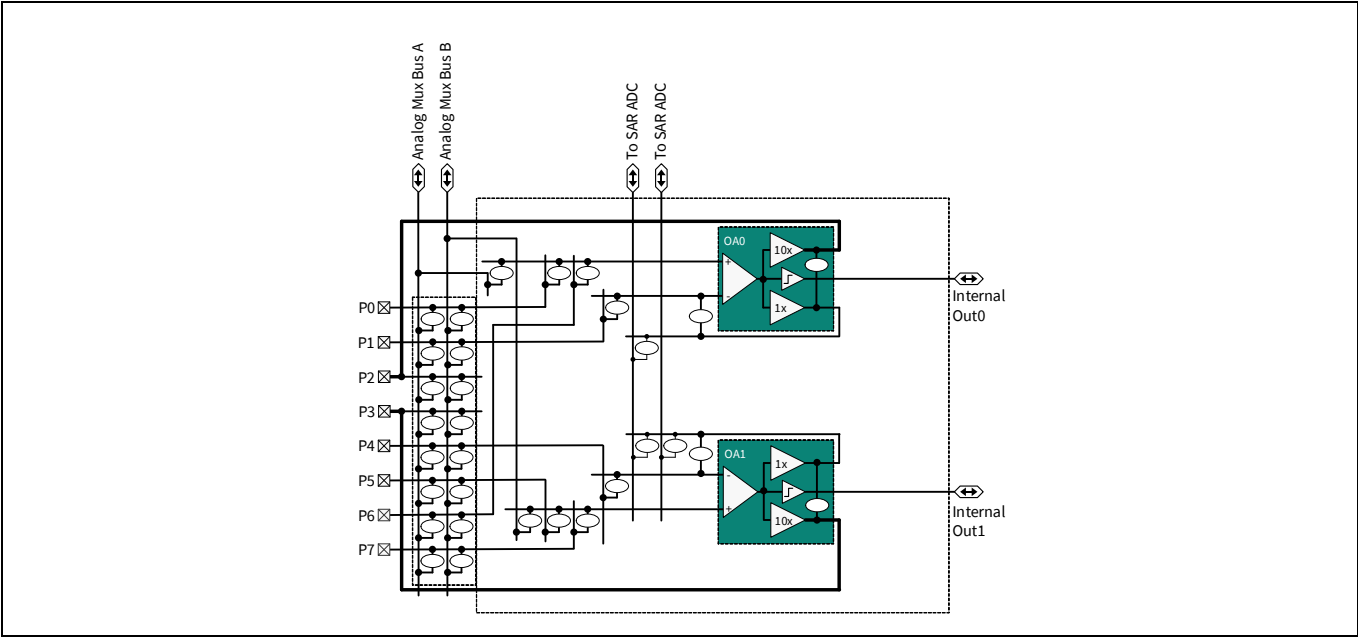 Analog Mux Bus A
Analog Mux Bus B
To SAR ADC
To SAR ADC
OA0
+
-
10x
1x
Internal
Out0
P0
P1
P2
P3
P4
P5
P6
P7
OA1
-
+
1x
10x
Internal
Out1